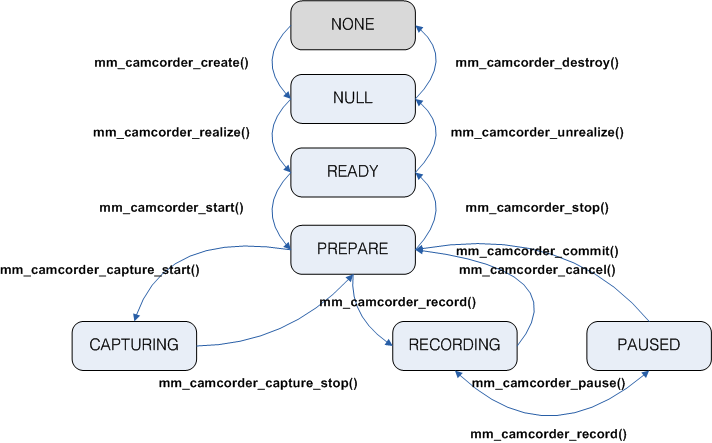 NONE
mm_camcorder_create()
mm_camcorder_destroy()
NULL
mm_camcorder_realize()
mm_camcorder_unrealize()
READY
mm_camcorder_start()
mm_camcorder_stop()
PREPARE
mm_camcorder_commit()
mm_camcorder_capture_start()
mm_camcorder_cancel()
mm_camcorder_record()
CAPTURING
RECORDING
PAUSED
mm_camcorder_capture_stop()
mm_camcorder_pause()
mm_camcorder_record()